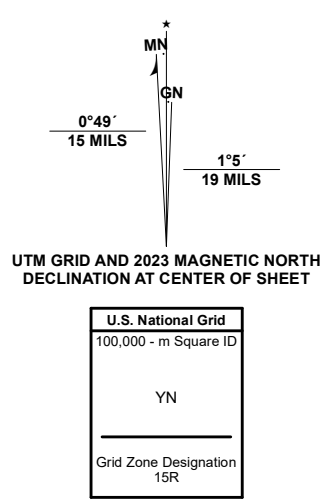 MN
GN
0°49´
15 MILS
1°5´
19 MILS
UTM GRID AND 2023 MAGNETIC NORTH
DECLINATION AT CENTER OF SHEET
U.S. National Grid
100,000 - m Square ID
YN
Grid Zone Designation
15R